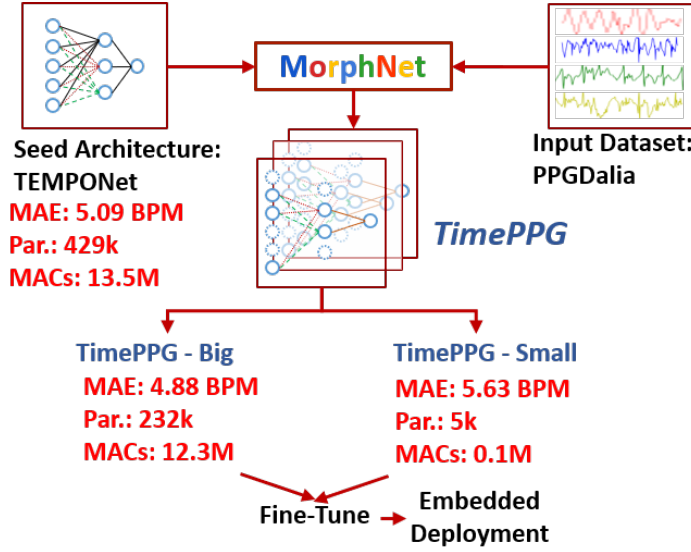 MorphNet
Seed Architecture:
TEMPONet
MAE: 5.09 BPM
Par.: 429k
MACs: 13.5M
Input Dataset:
PPGDalia
TimePPG
TimePPG - Big
MAE: 4.88 BPM
Par.: 232k
MACs: 12.3M
TimePPG - Small
MAE: 5.63 BPM
Par.: 5k
MACs: 0.1M
Fine-Tune
Embedded
Deployment